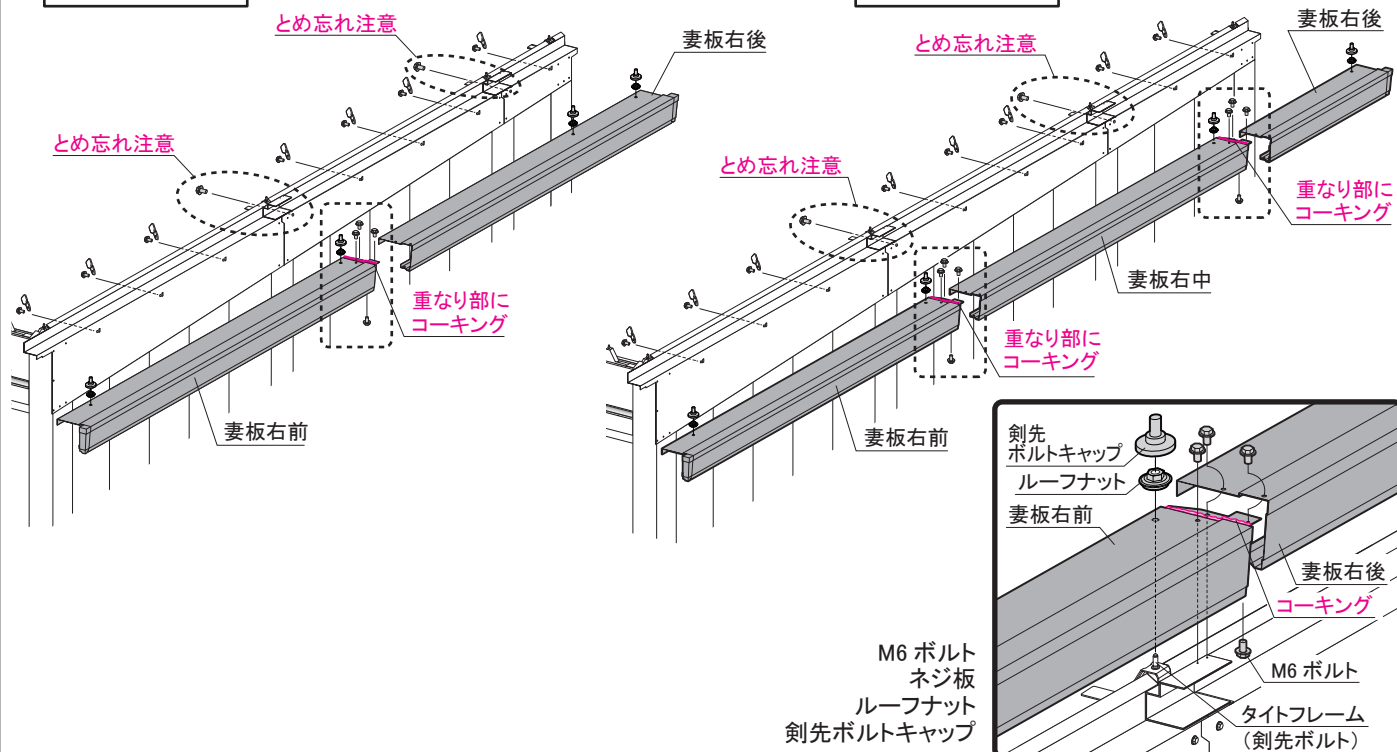 とめ忘れ注意
妻板右後
とめ忘れ注意
重なり部に
コーキング
妻板右前
妻板右後
とめ忘れ注意
とめ忘れ注意
重なり部に
コーキング
妻板右中
重なり部に
コーキング
妻板右前
剣先
ボルトキャップ
ルーフナット
妻板右前
妻板右後
コーキング
M6 ボルト
タイトフレーム
（剣先ボルト）
M6 ボルト
ネジ板
ルーフナット
剣先ボルトキャップ